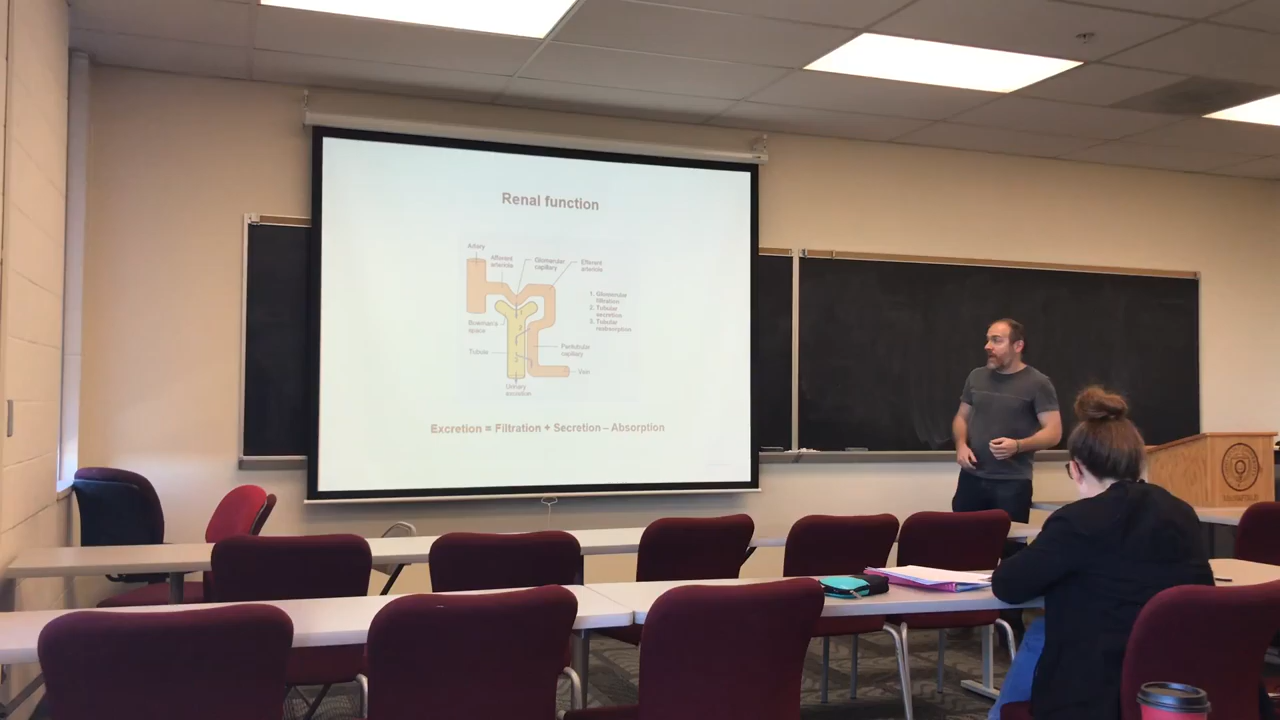 Renal function
Artery
Afferent
arteriole
Glomerular
capillary
Efferent
arteriole
1. Glomerular
filtration
2. Tubular
secretion
3. Tubular
reabsorption
Bowman's
space
Tubule
Peritubular
capillary
Vein
Urinary
excretion
Excretion = Filtration + Secretion – Absorption